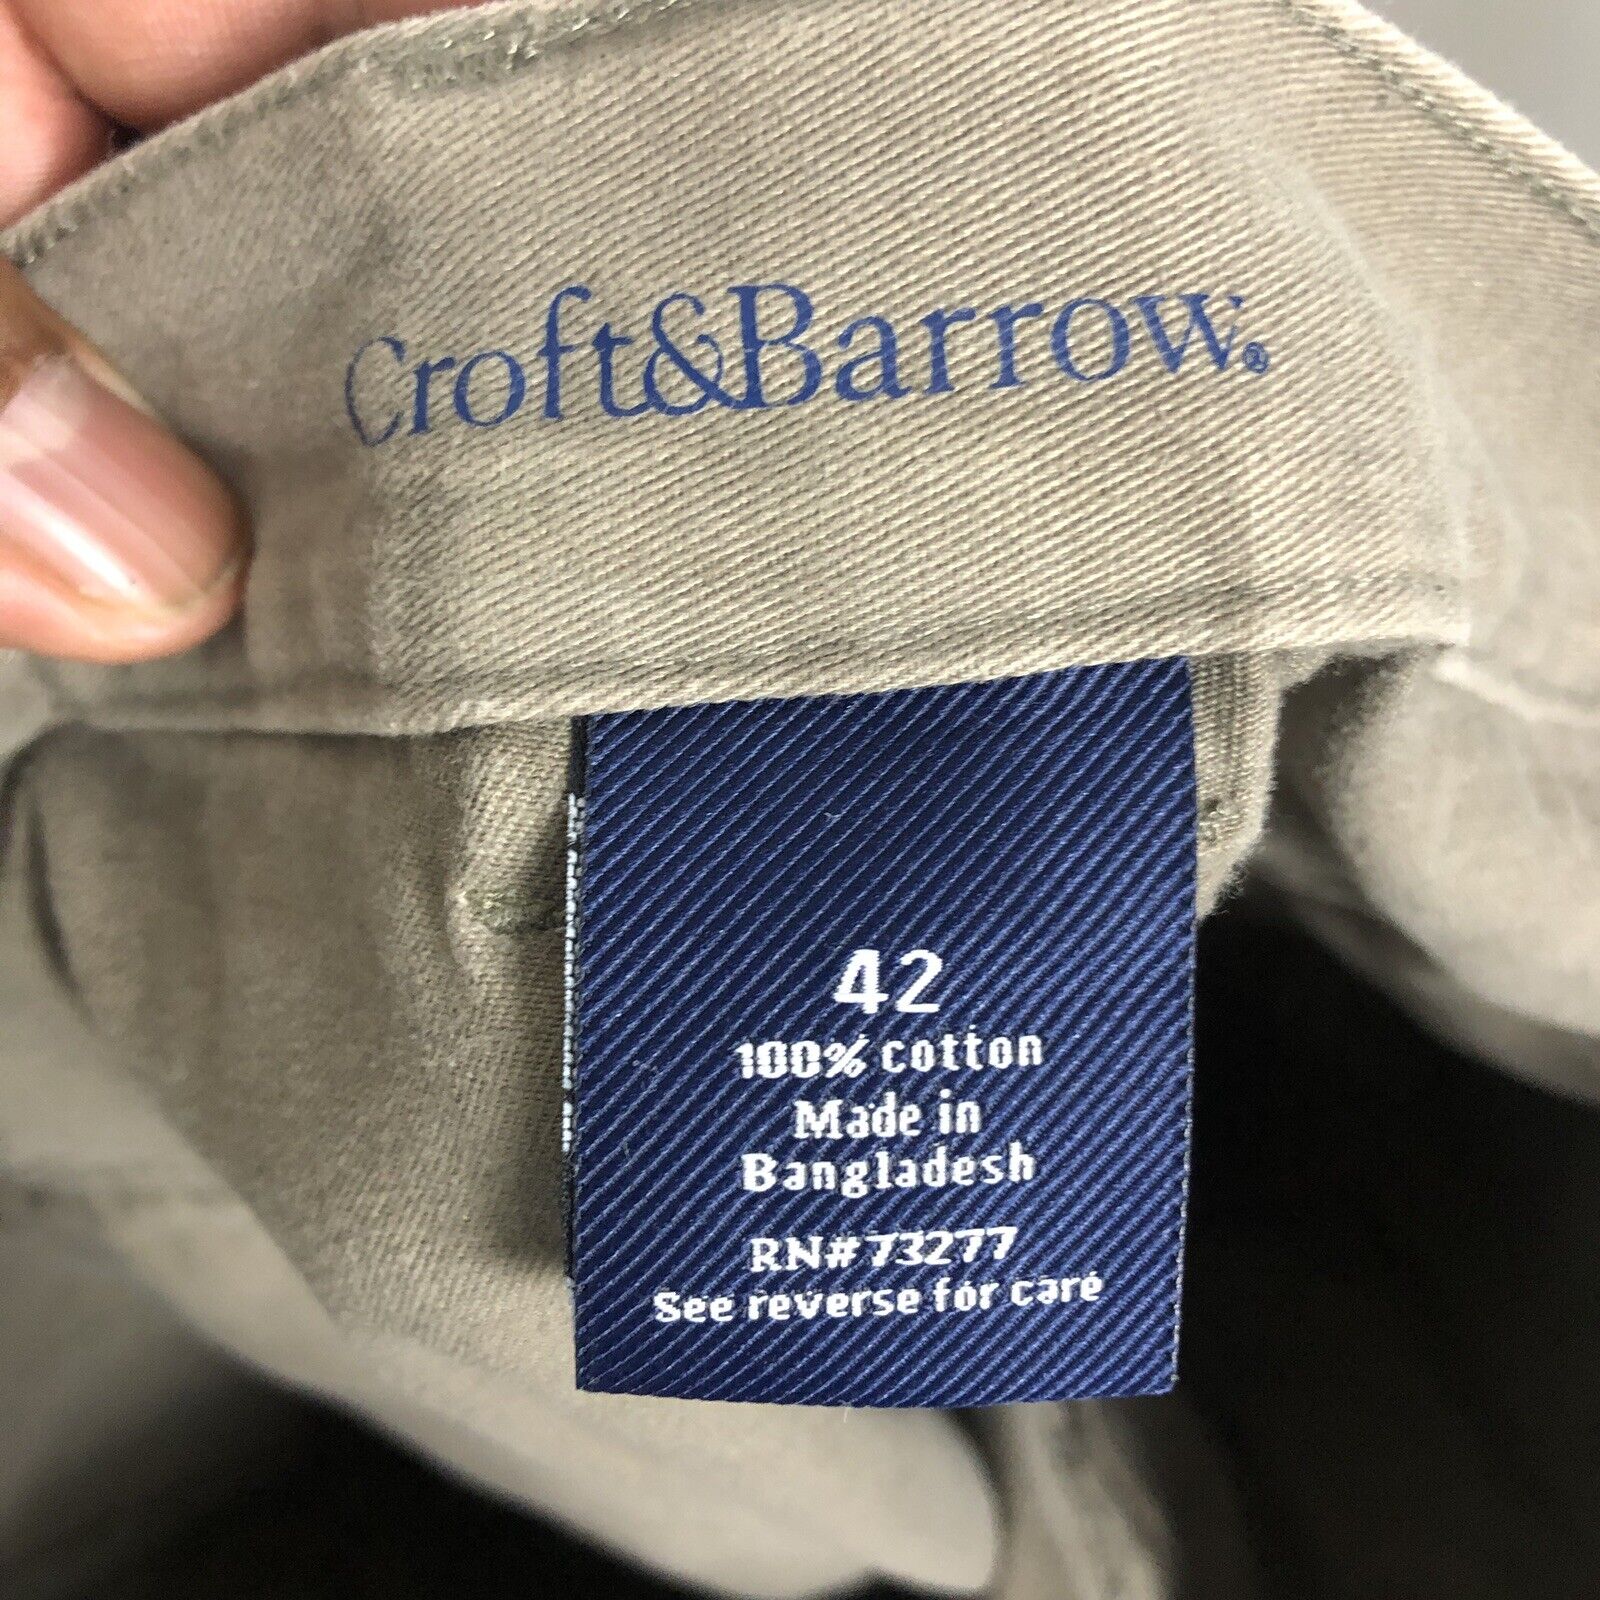 Croft&Barrow®
42
100% cotton
Made in
Bangladesh
RN#73277
See reverse for care